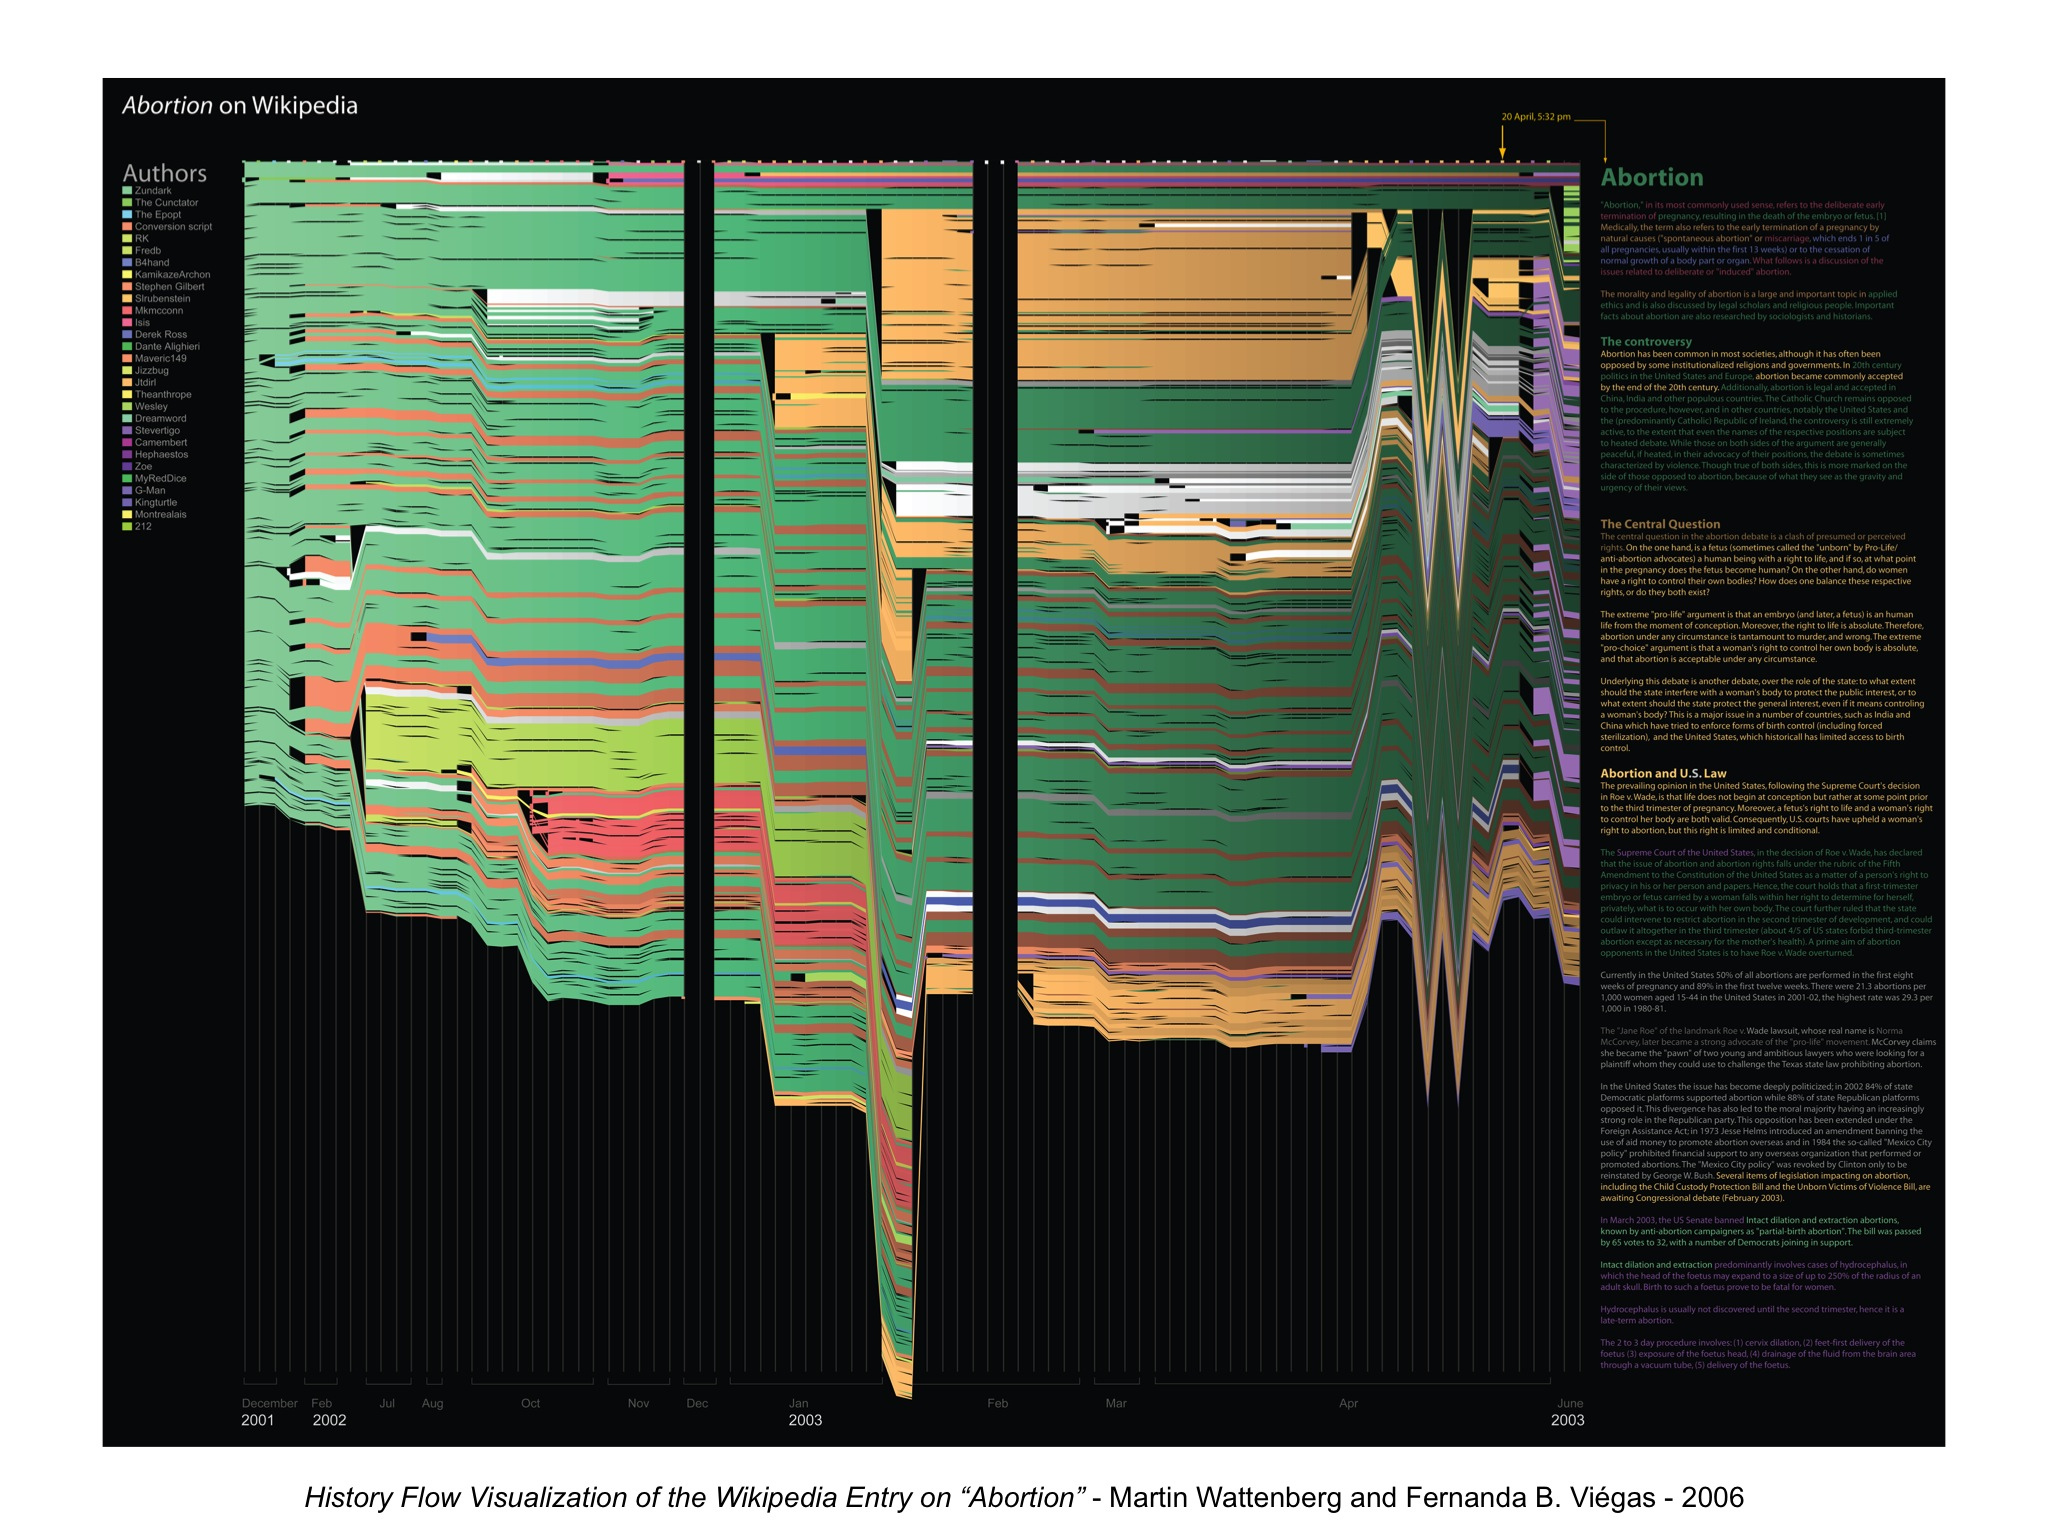 Abortion on Wikipedia
20 April, 5:32 pm
Authors
Zundark
The Cunctator
The Epopt
Conversion script
RK
Fredb
B4hand
KamikazeArchon
Stephen Gilbert
Slrubenstein
Mkmcconn
Isis
Derek Ross
Dante Alighieri
Maveric149
Jizzbug
Jtdirl
Theanthrope
Wesley
Dreamword
Stevertigo
Camembert
Hephaestos
Zoe
MyRedDice
G-Man
Kingturtle
Montrealais
212
Abortion
"Abortion," in its most commonly used sense, refers to the deliberate early
termination of pregnancy, resulting in the death of the embryo or fetus. [1]
Medically, the term also refers to the early termination of a pregnancy by
natural causes ("spontaneous abortion" or miscarriage, which ends 1 in 5 of
all pregnancies, usually within the first 13 weeks) or to the cessation of
normal growth of a body part or organ. What follows is a discussion of the
issues related to deliberate or "induced" abortion.
The morality and legality of abortion is a large and important topic in applied
ethics and is also discussed by legal scholars and religious people. Important
facts about abortion are also researched by sociologists and historians.
The controversy
Abortion has been common in most societies, although it has often been
opposed by some institutionalized religions and governments. In 20th century
politics in the United States and Europe, abortion became commonly accepted
by the end of the 20th century. Additionally, abortion is legal and accepted in
China, India and other populous countries. The Catholic Church remains opposed
to the procedure, however, and in other countries, notably the United States and
the (predominantly Catholic) Republic of Ireland, the controversy is still extremely
active, to the extent that even the names of the respective positions are subject
to heated debate. While those on both sides of the argument are generally
peaceful, if heated, in their advocacy of their positions, the debate is sometimes
characterized by violence. Though true of both sides, this is more marked on the
side of those opposed to abortion, because of what they see as the gravity and
urgency of their views.
The Central Question
The central question in the abortion debate is a clash of presumed or perceived
rights. On the one hand, is a fetus (sometimes called the "unborn" by Pro-Life/
anti-abortion advocates) a human being with a right to life, and if so, at what point
in the pregnancy does the fetus become human? On the other hand, do women
have a right to control their own bodies? How does one balance these respective
rights, or do they both exist?
The extreme "pro-life" argument is that an embryo (and later, a fetus) is an human
life from the moment of conception. Moreover, the right to life is absolute. Therefore,
abortion under any circumstance is tantamount to murder, and wrong. The extreme
"pro-choice" argument is that a woman's right to control her own body is absolute,
and that abortion is acceptable under any circumstance.
Underlying this debate is another debate, over the role of the state: to what extent
should the state interfere with a woman's body to protect the public interest, or to
what extent should the state protect the general interest, even if it means controling
a woman's body? This is a major issue in a number of countries, such as India and
China which have tried to enforce forms of birth control (including forced
sterilization), and the United States, which historicall has limited access to birth
control.
Abortion and U.S. Law
The prevailing opinion in the United States, following the Supreme Court's decision
in Roe v. Wade, is that life does not begin at conception but rather at some point prior
to the third trimester of pregnancy. Moreover, a fetus's right to life and a woman's right
to control her body are both valid. Consequently, U.S. courts have upheld a woman's
right to abortion, but this right is limited and conditional.
The Supreme Court of the United States, in the decision of Roe v. Wade, has declared
that the issue of abortion and abortion rights falls under the rubric of the Fifth
Amendment to the Constitution of the United States as a matter of a person's right to
privacy in his or her person and papers. Hence, the court holds that a first-trimester
embryo or fetus carried by a woman falls within her right to determine for herself,
privately, what is to occur with her own body. The court further ruled that the state
could intervene to restrict abortion in the second trimester of development, and could
outlaw it altogether in the third trimester (about 4/5 of US states forbid third-trimester
abortion except as necessary for the mother's health). A prime aim of abortion
opponents in the United States is to have Roe v. Wade overturned.
Currently in the United States 50% of all abortions are performed in the first eight
weeks of pregnancy and 89% in the first twelve weeks. There were 21.3 abortions per
1,000 women aged 15-44 in the United States in 2001-02, the highest rate was 29.3 per
1,000 in 1980-81.
The "Jane Roe" of the landmark Roe v. Wade lawsuit, whose real name is Norma
McCorvey, later became a strong advocate of the "pro-life" movement. McCorvey claims
she became the "pawn" of two young and ambitious lawyers who were looking for a
plaintiff whom they could use to challenge the Texas state law prohibiting abortion.
In the United States the issue has become deeply politicized; in 2002 84% of state
Democratic platforms supported abortion while 88% of state Republican platforms
opposed it. This divergence has also led to the moral majority having an increasingly
strong role in the Republican party. This opposition has been extended under the
Foreign Assistance Act; in 1973 Jesse Helms introduced an amendment banning the
use of aid money to promote abortion overseas and in 1984 the so-called "Mexico City
policy" prohibited financial support to any overseas organization that performed or
promoted abortions. The "Mexico City policy" was revoked by Clinton only to be
reinstated by George W. Bush. Several items of legislation impacting on abortion,
including the Child Custody Protection Bill and the Unborn Victims of Violence Bill, are
awaiting Congressional debate (February 2003).
In March 2003, the US Senate banned Intact dilation and extraction abortions,
known by anti-abortion campaigners as "partial-birth abortion". The bill was passed
by 65 votes to 32, with a number of Democrats joining in support.
Intact dilation and extraction predominantly involves cases of hydrocephalus, in
which the head of the foetus may expand to a size of up to 250% of the radius of an
adult skull. Birth to such a foetus prove to be fatal for women.
Hydrocephalus is usually not discovered until the second trimester, hence it is a
late-term abortion.
The 2 to 3 day procedure involves: (1) cervix dilation, (2) feet-first delivery of the
foetus (3) exposure of the foetus head, (4) drainage of the fluid from the brain area
through a vacuum tube, (5) delivery of the foetus.
December Feb Jul Aug Oct Nov Dec Jan Feb Mar Apr June
2001 2002 2003 2003
History Flow Visualization of the Wikipedia Entry on “Abortion” - Martin Wattenberg and Fernanda B. Viégas - 2006